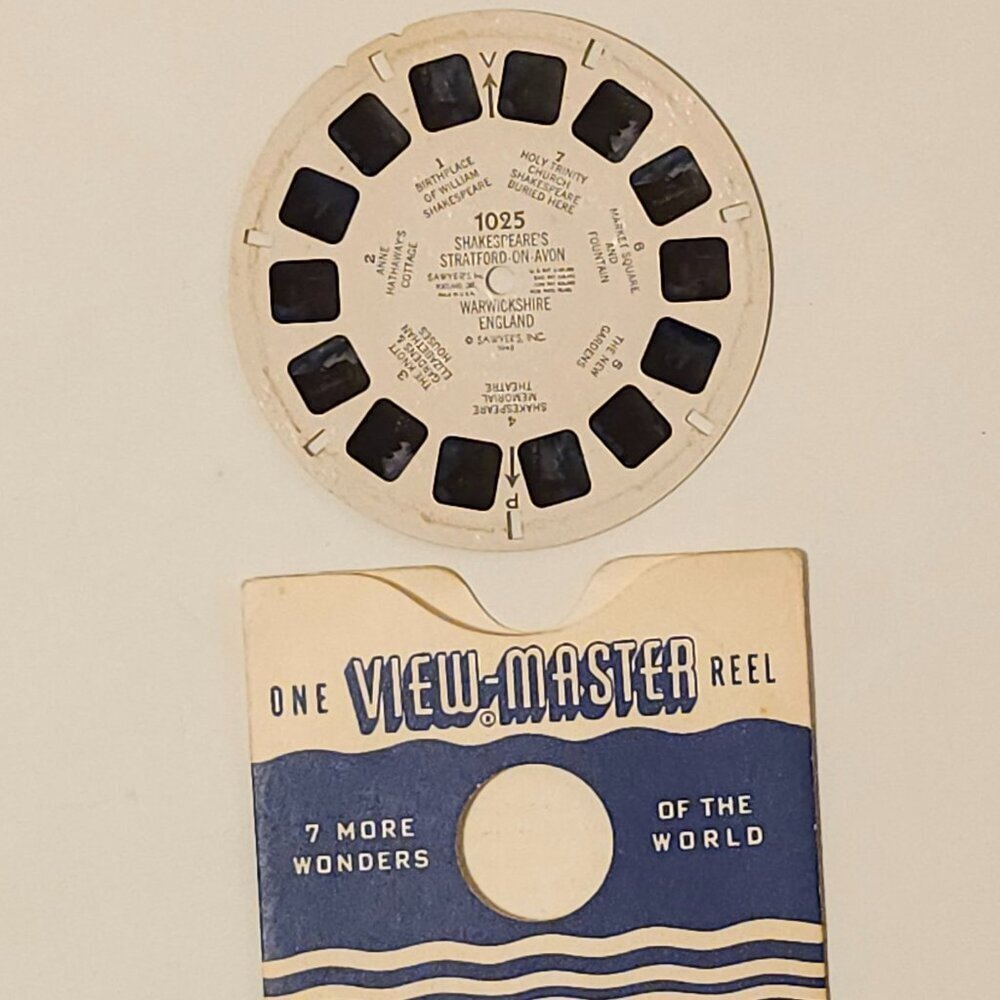 V
1
BIRTHPLACE
OF WILLIAM
SHAKESPEARE
7
HOLY TRINITY
CHURCH
SHAKESPEARE
BURIED HERE
1025
SHAKESPEARE'S
STRATFORD-ON-AVON
SAWYER'S INC
WARWICKSHIRE
ENGLAND
© SAWYER'S INC
2
ANNE
HATHAWAY'S
COTTAGE
3
THE KNOTT
GARDENS &
ELIZABETHAN
HOUSES
4
SHAKESPEARE
MEMORIAL
THEATRE
5
THE NEW
GARDENS
6
MARKET SQUARE
AND
FOUNTAIN
P
ONE VIEW-MASTER REEL
®
7 MORE
WONDERS
OF THE
WORLD